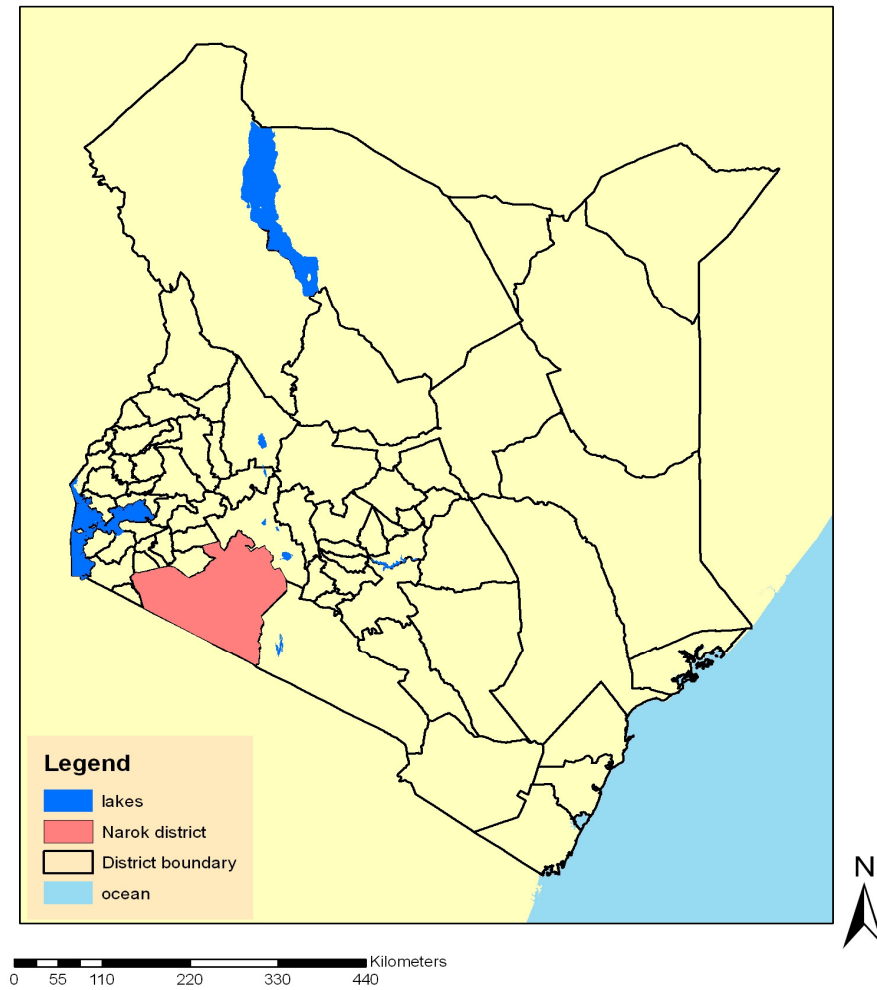 Legend
lakes
Narok district
District boundary
ocean
N
Kilometers
0 55 110 220 330 440